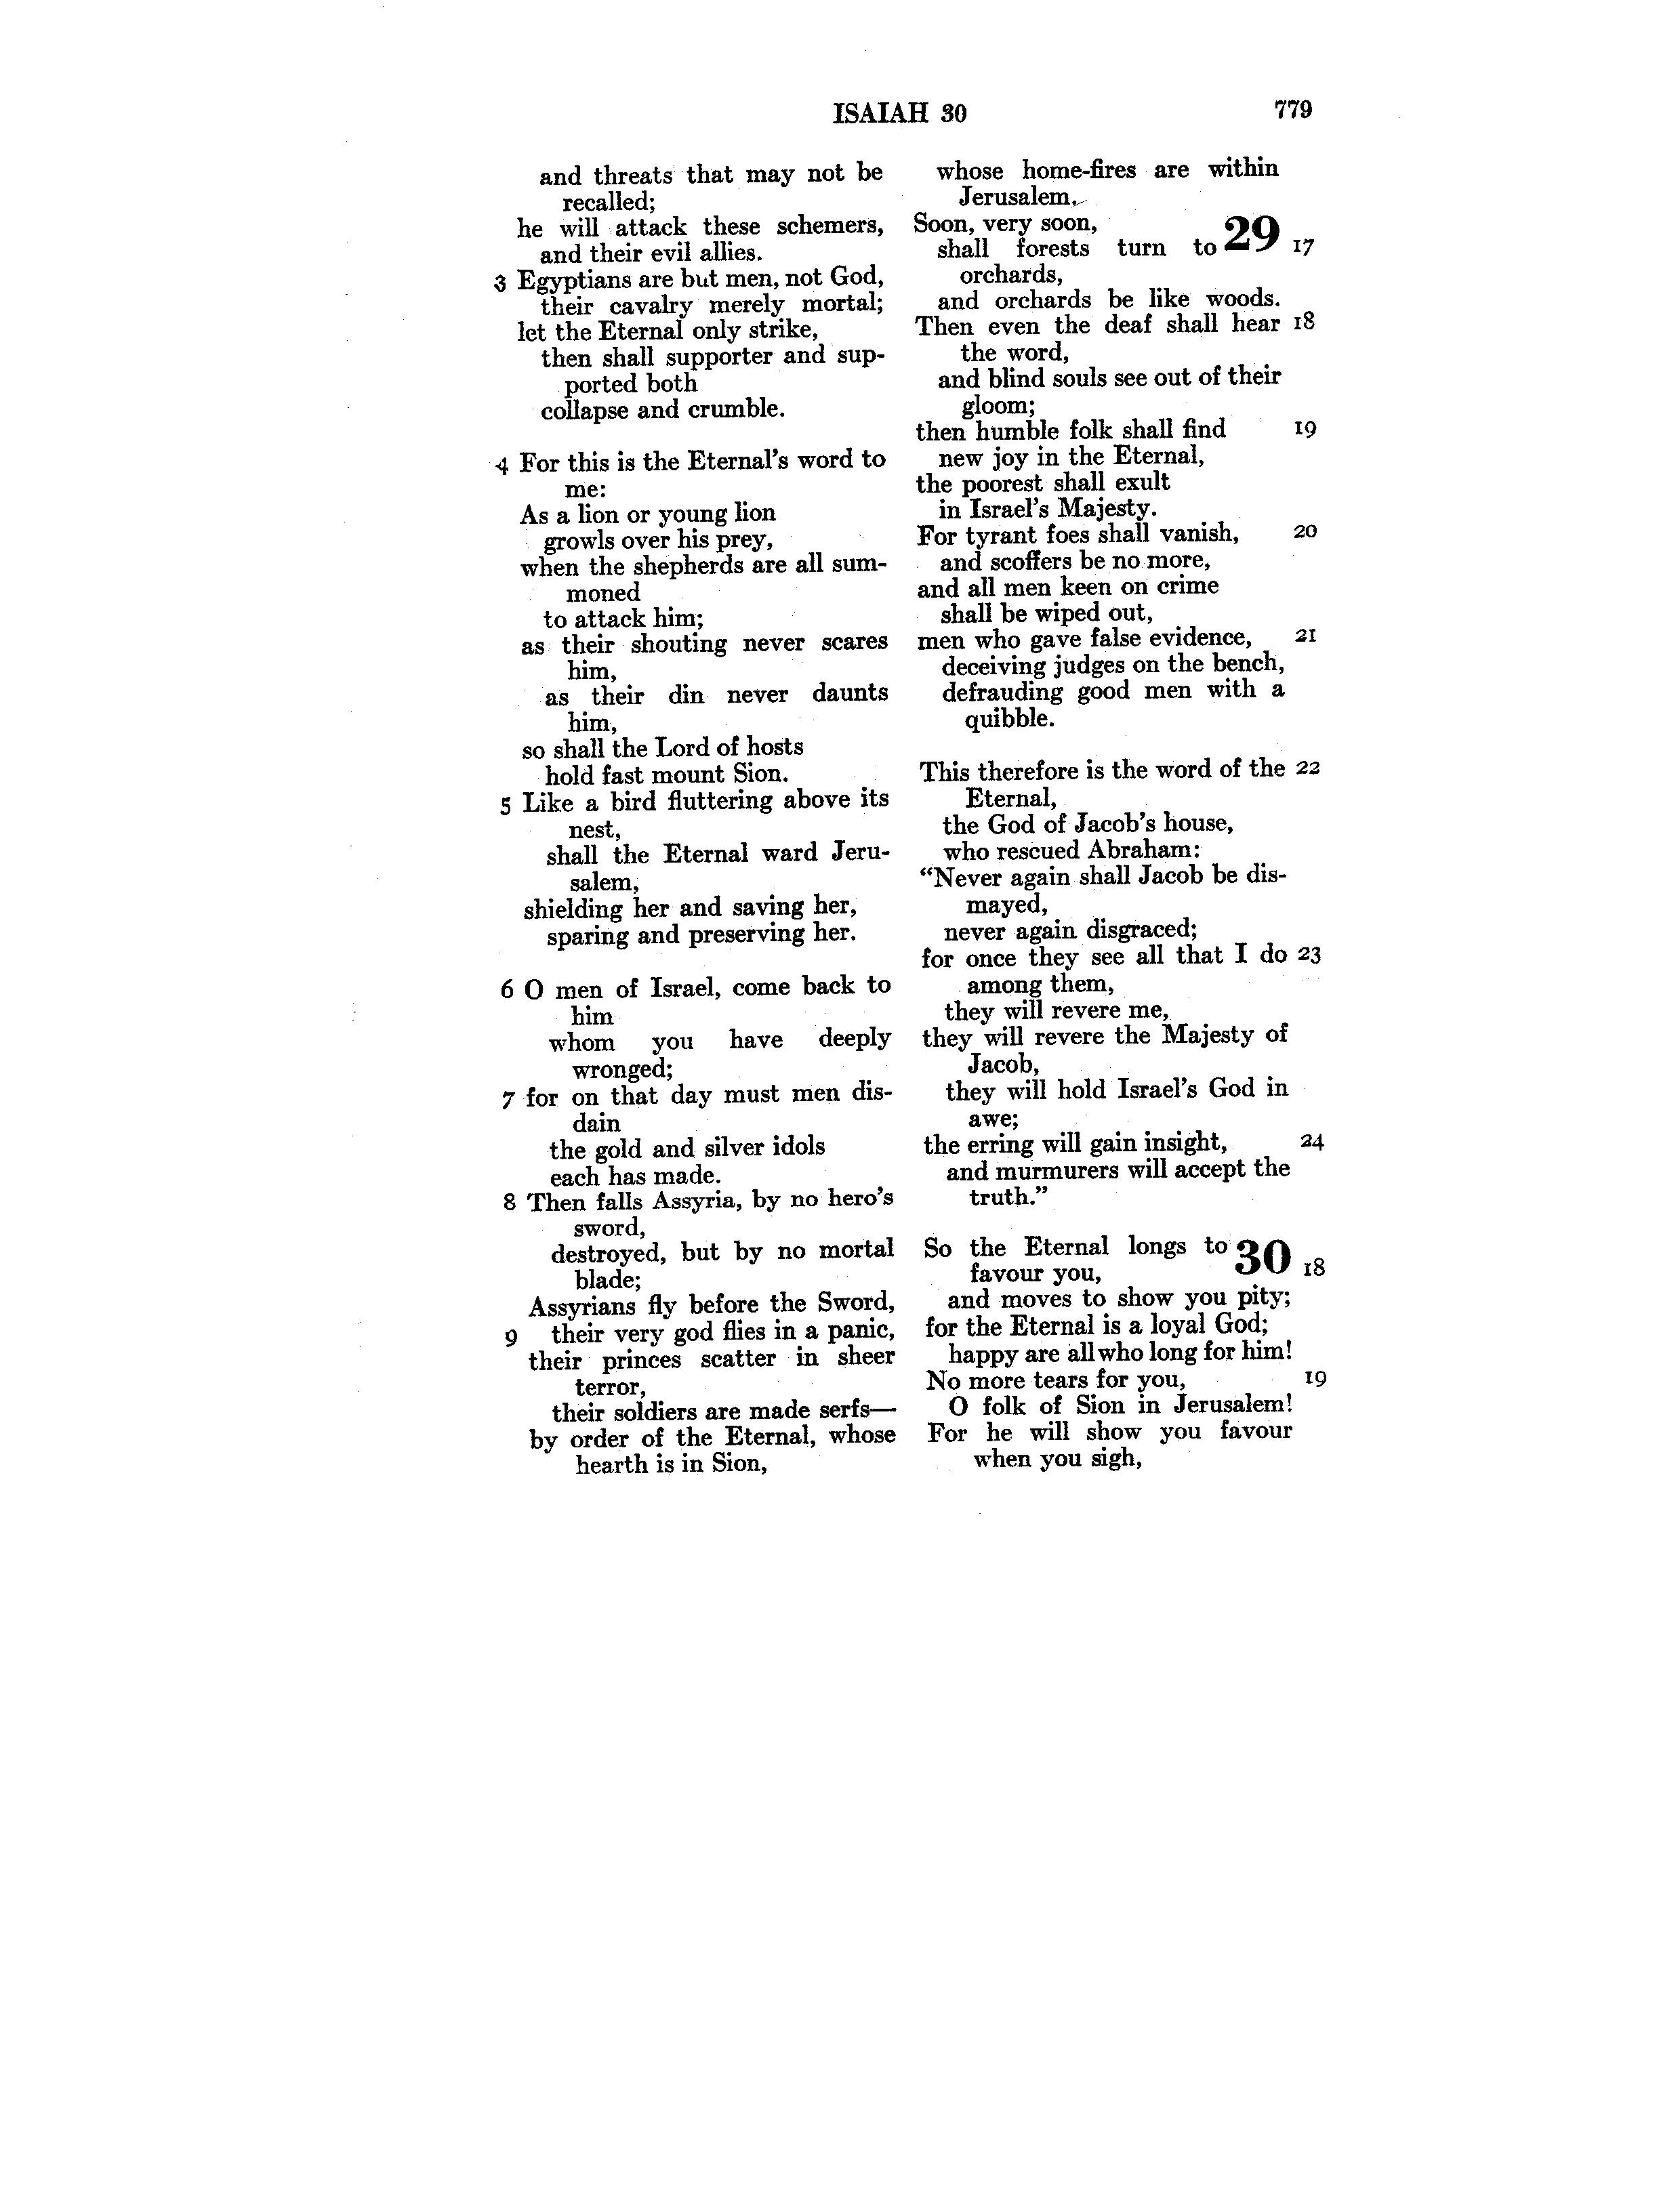 ISAIAH 30
779
and threats that may not be
recalled;
he will attack these schemers,
and their evil allies.
3 Egyptians are but men, not God,
their cavalry merely mortal;
let the Eternal only strike,
then shall supporter and sup-
ported both
collapse and crumble.
4 For this is the Eternal's word to
me:
As a lion or young lion
growls over his prey,
when the shepherds are all sum-
moned
to attack him;
as their shouting never scares
him,
as their din never daunts
him,
so shall the Lord of hosts
hold fast mount Sion.
5 Like a bird fluttering above its
nest,
shall the Eternal ward Jeru-
salem,
shielding her and saving her,
sparing and preserving her.
6 O men of Israel, come back to
him
whom you have deeply
wronged;
7 for on that day must men dis-
dain
the gold and silver idols
each has made.
8 Then falls Assyria, by no hero's
sword,
destroyed, but by no mortal
blade;
Assyrians fly before the Sword,
9 their very god flies in a panic,
their princes scatter in sheer
terror,
their soldiers are made serfs—
by order of the Eternal, whose
hearth is in Sion,
whose home-fires are within
Jerusalem.
Soon, very soon, 29
shall forests turn to 17
orchards,
and orchards be like woods.
Then even the deaf shall hear 18
the word,
and blind souls see out of their
gloom;
then humble folk shall find 19
new joy in the Eternal,
the poorest shall exult
in Israel's Majesty.
For tyrant foes shall vanish, 20
and scoffers be no more,
and all men keen on crime
shall be wiped out,
men who gave false evidence, 21
deceiving judges on the bench,
defrauding good men with a
quibble.
This therefore is the word of the 22
Eternal,
the God of Jacob's house,
who rescued Abraham:
“Never again shall Jacob be dis-
mayed,
never again disgraced;
for once they see all that I do 23
among them,
they will revere me,
they will revere the Majesty of
Jacob,
they will hold Israel's God in
awe;
the erring will gain insight, 24
and murmurers will accept the
truth.”
So the Eternal longs to 30
favour you, 18
and moves to show you pity;
for the Eternal is a loyal God;
happy are all who long for him!
No more tears for you, 19
O folk of Sion in Jerusalem!
For he will show you favour
when you sigh,